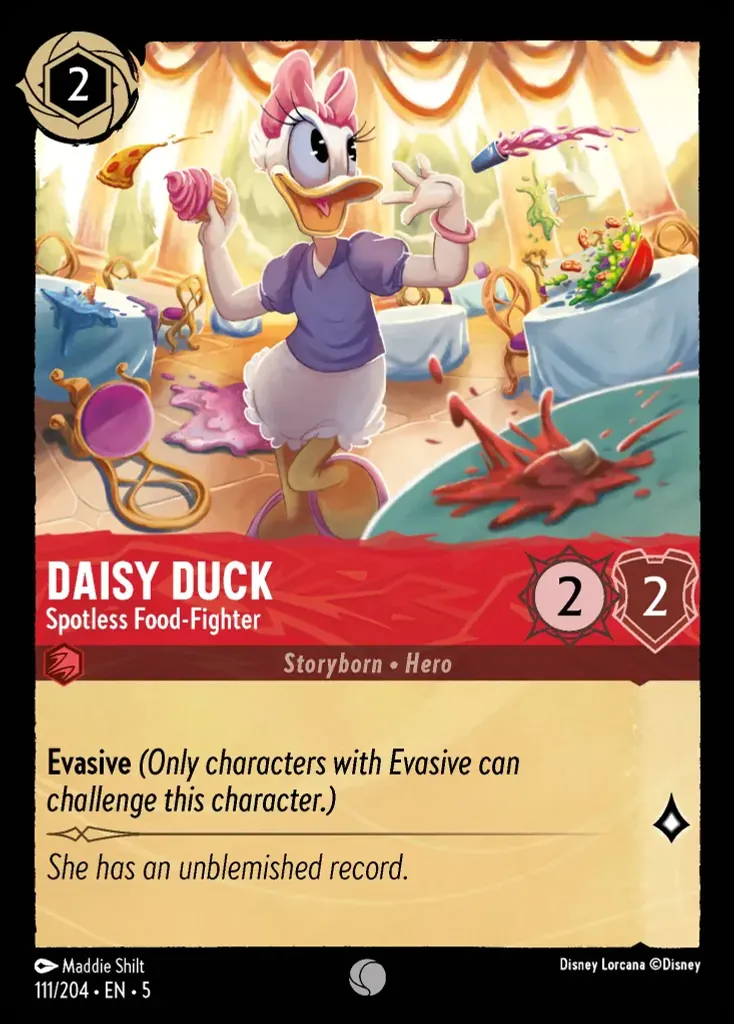 2
DAISY DUCK
Spotless Food-Fighter
2
2
Storyborn • Hero
Evasive (Only characters with Evasive can
challenge this character.)
She has an unblemished record.
Maddie Shilt
111/204 • EN • 5
Disney Lorcana ©Disney